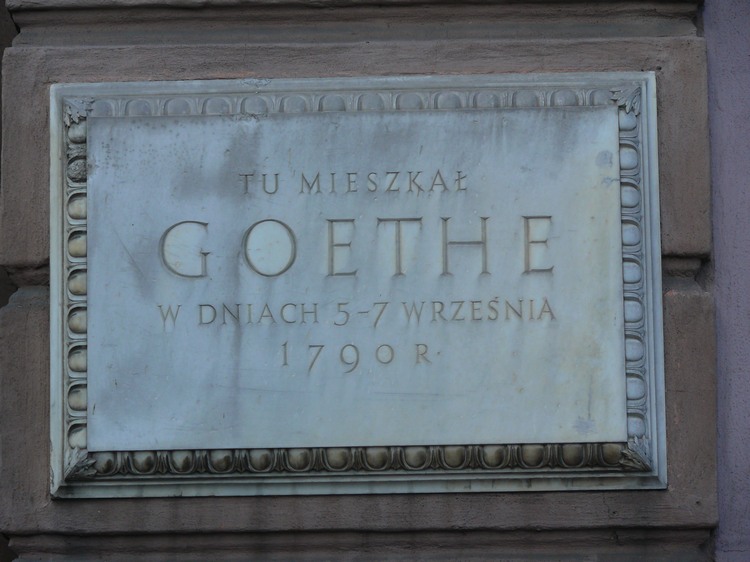 TU MIESZKAŁ
GOETHE
W DNIACH 5-7 WRZEŚNIA
1790 R.